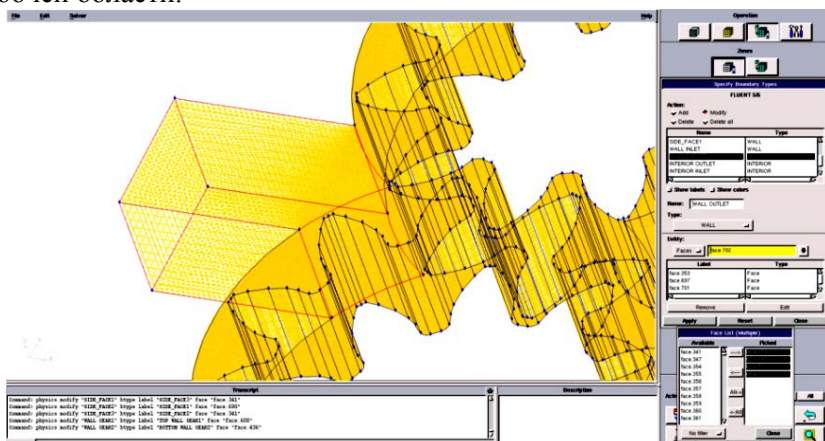 File Edit Solver Help
Operation
Zones
Specify Boundary Types
FLUENT 5/6
Action:
Add Modify
Delete Delete all
Name Type
SIDE_FACE1 WALL
WALL INLET WALL
INTERIOR OUTLET INTERIOR
INTERIOR INLET INTERIOR
Show labels Show colors
Name: WALL OUTLET
Type:
WALL
Entity:
Faces face.702
Label Type
face.353 Face
face.697 Face
face.701 Face
Remove Edit
Apply Reset Close
Face List (Multiple)
Available Picked
face.341
face.347
face.354
face.355
face.356
face.357
face.358
face.359
face.360
face.361
--->
<---
All->
<-All
No filter Close
All
Transcript Description
Command: physics modify "SIDE_FACE2" btype label "SIDE_FACE2" face "face 341"
Command: physics modify "SIDE_FACE1" btype label "SIDE_FACE1" face "face 690"
Command: physics modify "SIDE_FACE2" btype label "SIDE_FACE2" face "face 341"
Command: physics modify "WALL GEAR1" btype label "TOP WALL GEAR1" face "face 688"
Command: physics modify "WALL GEAR2" btype label "BOTTOM WALL GEAR2" face "face 436"